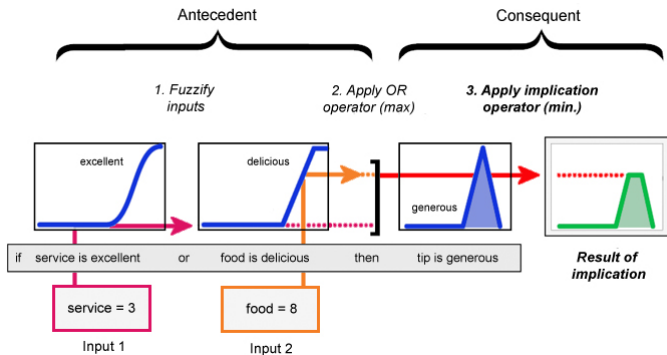 Antecedent
Consequent
1. Fuzzify
inputs
2. Apply OR
operator (max)
3. Apply implication
operator (min.)
excellent
delicious
generous
if service is excellent or food is delicious then tip is generous
Result of
implication
service = 3
food = 8
Input 1
Input 2